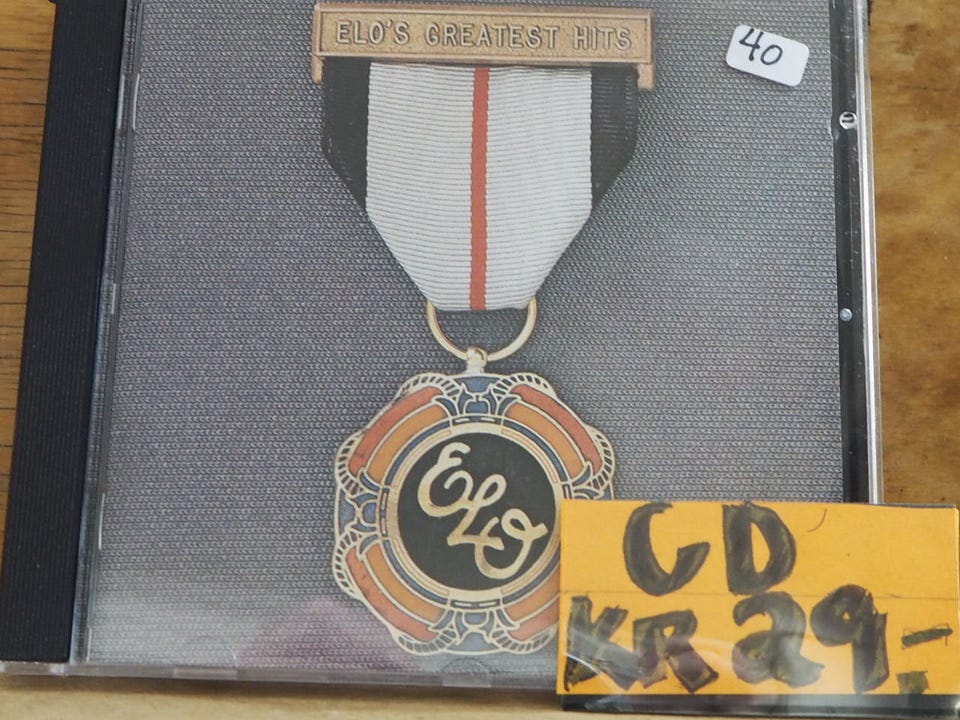 ELO'S GREATEST HITS
40
ELO
CD
KR 29,-